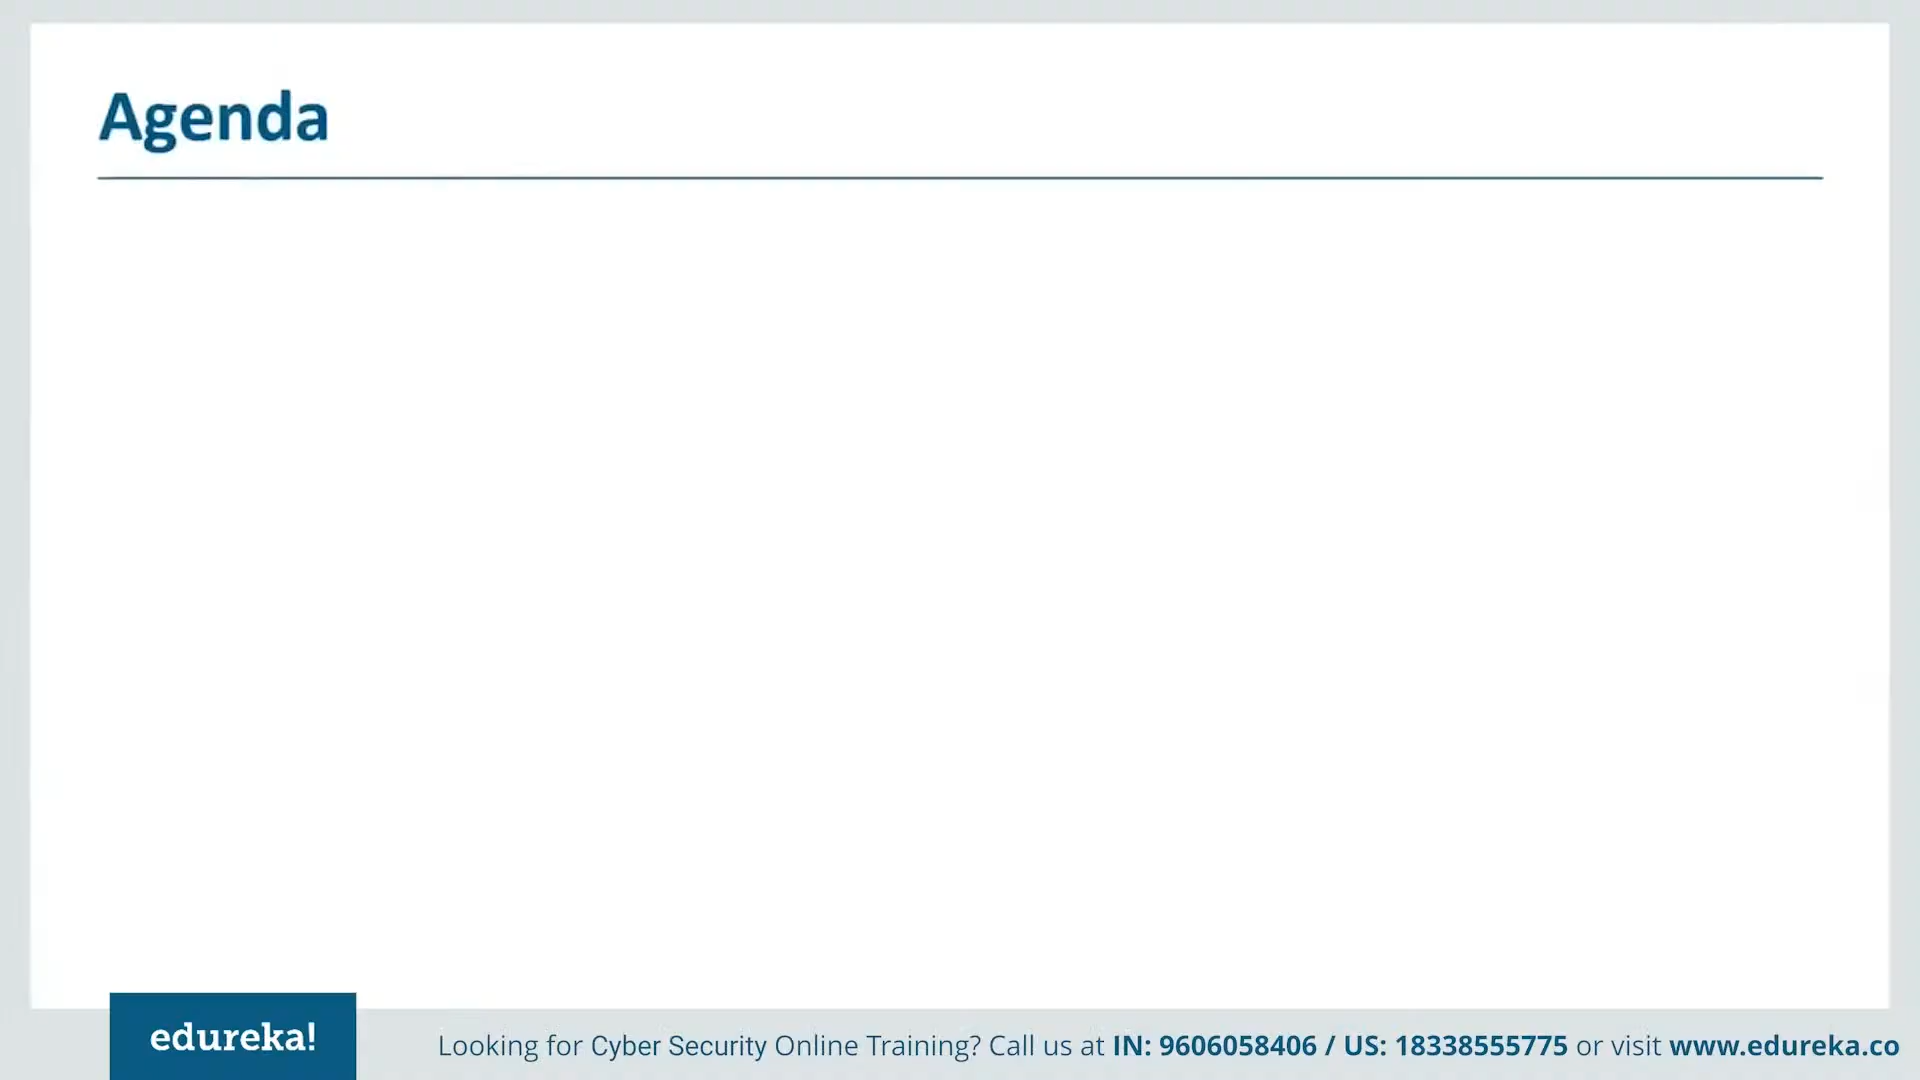 Agenda
edureka!
Looking for Cyber Security Online Training? Call us at IN: 9606058406 / US: 18338555775 or visit www.edureka.co